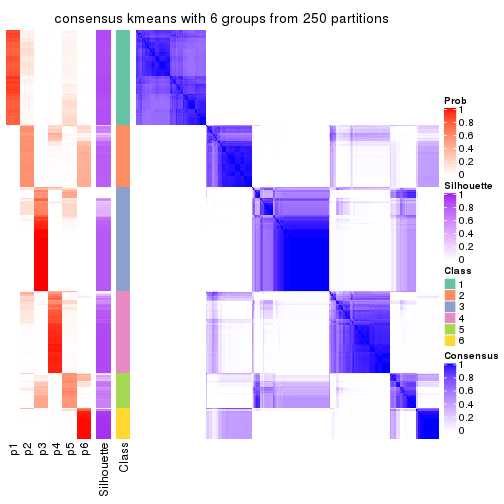 consensus kmeans with 6 groups from 250 partitions
Prob
1
0.8
0.6
0.4
0.2
0
Silhouette
1
0.8
0.6
0.4
0.2
0
Class
1
2
3
4
5
6
Consensus
1
0.8
0.6
0.4
0.2
0
p1
p2
p3
p4
p5
p6
Silhouette
Class